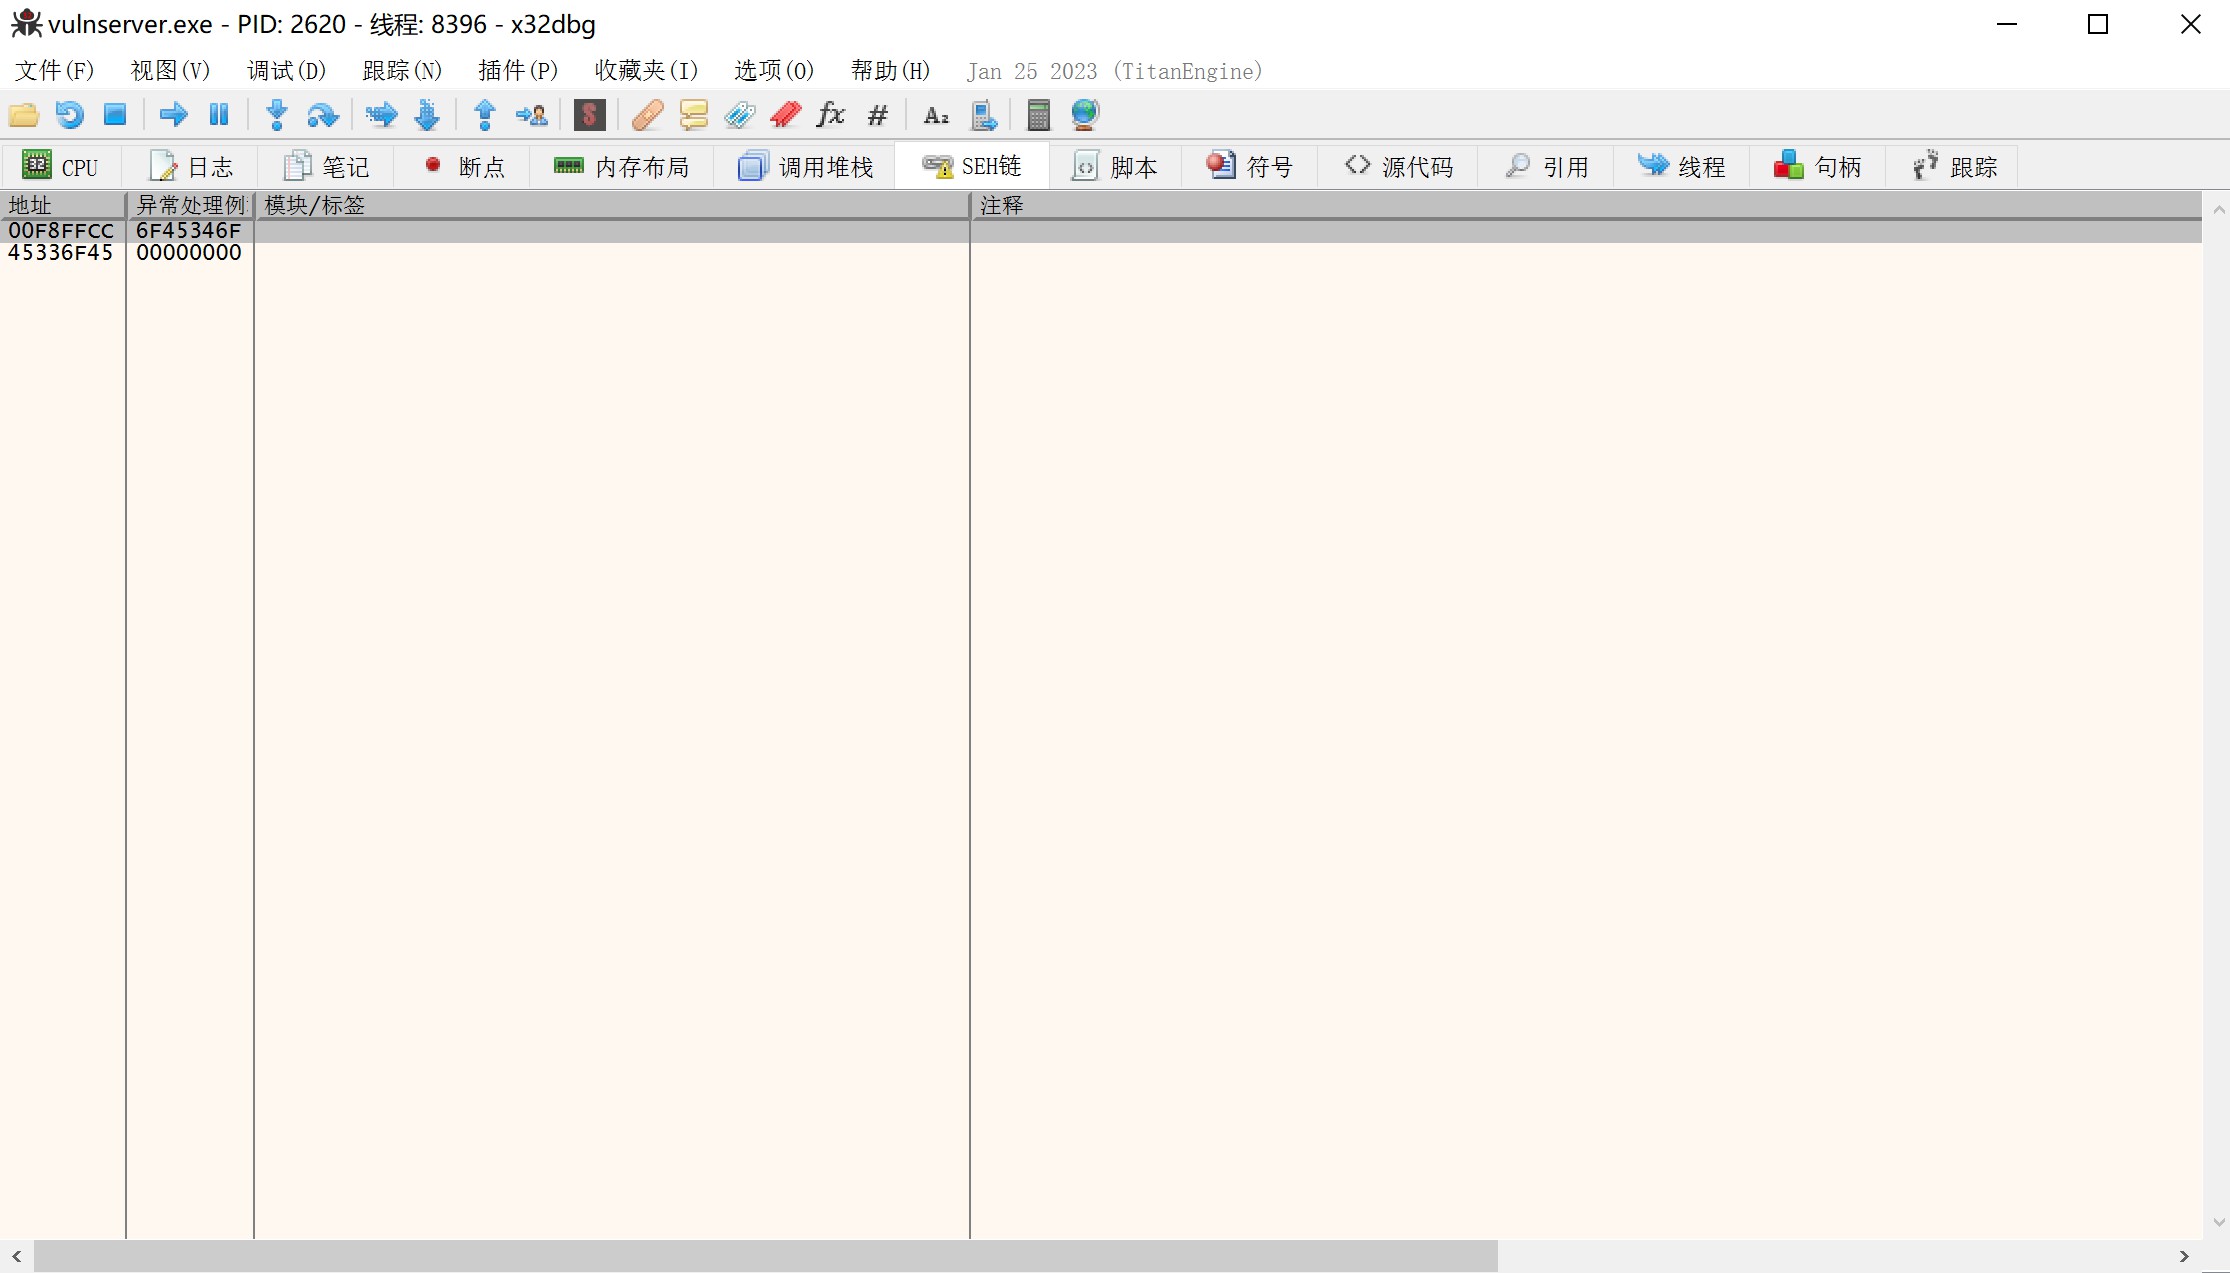 vulnserver.exe - PID: 2620 - 线程: 8396 - x32dbg
文件(F) 视图(V) 调试(D) 跟踪(N) 插件(P) 收藏夹(I) 选项(O) 帮助(H) Jan 25 2023 (TitanEngine)
CPU 日志 笔记 断点 内存布局 调用堆栈 SEH链 脚本 符号 源代码 引用 线程 句柄 跟踪
地址 异常处理例 模块/标签 注释
00F8FFCC 6F45346F
45336F45 00000000